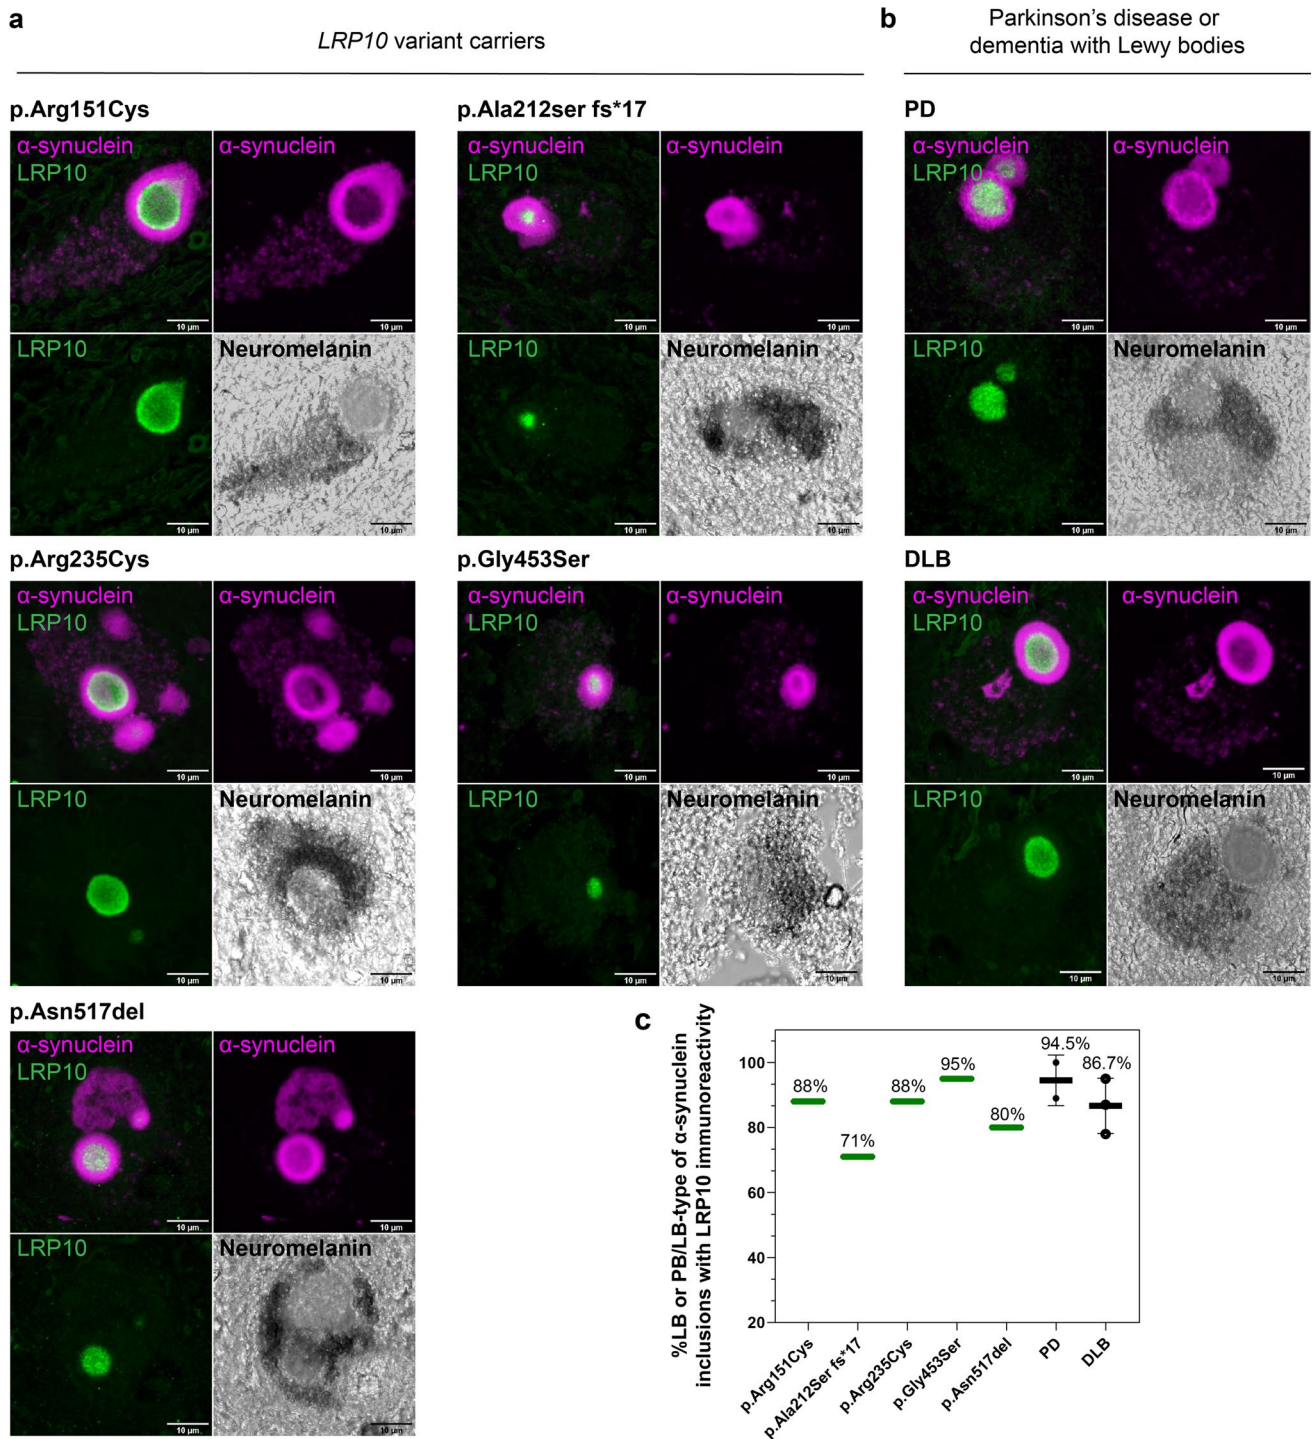 a
LRP10 variant carriers
b
Parkinson's disease or
dementia with Lewy bodies
p.Arg151Cys
α-synuclein
LRP10
α-synuclein
10 µm
10 µm
LRP10
Neuromelanin
10 µm
10 µm
p.Ala212ser fs*17
α-synuclein
LRP10
α-synuclein
10 µm
10 µm
LRP10
Neuromelanin
10 µm
10 µm
PD
α-synuclein
LRP10
α-synuclein
10 µm
10 µm
LRP10
Neuromelanin
10 µm
10 µm
p.Arg235Cys
α-synuclein
LRP10
α-synuclein
10 µm
10 µm
LRP10
Neuromelanin
10 µm
10 µm
p.Gly453Ser
α-synuclein
LRP10
α-synuclein
10 µm
10 µm
LRP10
Neuromelanin
10 µm
10 µm
DLB
α-synuclein
LRP10
α-synuclein
10 µm
10 µm
LRP10
Neuromelanin
10 µm
10 µm
p.Asn517del
α-synuclein
LRP10
α-synuclein
10 µm
10 µm
LRP10
Neuromelanin
10 µm
10 µm
c
%LB or PB/LB-type of α-synuclein
inclusions with LRP10 immunoreactivity
100
80
60
40
20
88%
71%
88%
95%
80%
94.5%
86.7%
p.Arg151Cys
p.Ala212Ser fs*17
p.Arg235Cys
p.Gly453Ser
p.Asn517del
PD
DLB